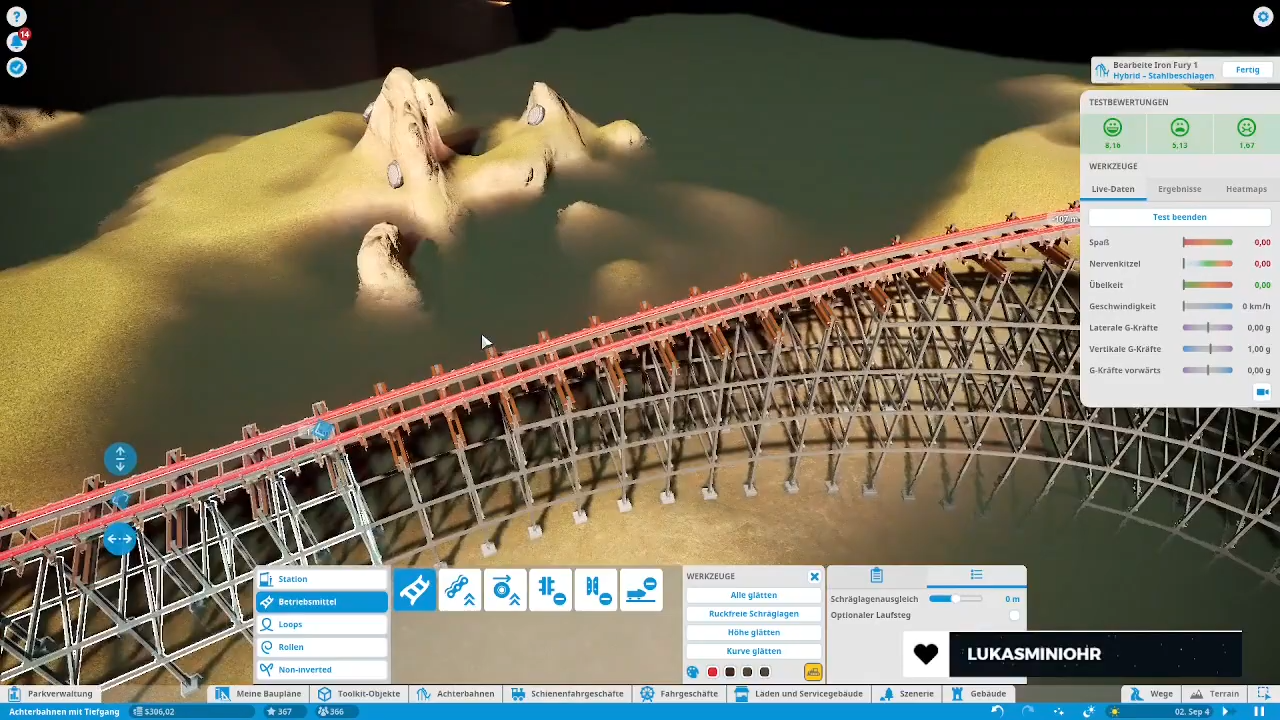 ?
14
Bearbeite Iron Fury 1
Hybrid – Stahlbeschlagen
Fertig
TESTBEWERTUNGEN
8,16 5,13 1,67
WERKZEUGE
Live-Daten Ergebnisse Heatmaps
Test beenden
Spaß 0,00
Nervenkitzel 0,00
Übelkeit 0,00
Geschwindigkeit 0 km/h
Laterale G-Kräfte 0,00 g
Vertikale G-Kräfte 1,00 g
G-Kräfte vorwärts 0,00 g
Station
Betriebsmittel
Loops
Rollen
Non-inverted
WERKZEUGE
Alle glätten
Ruckfreie Schräglagen
Höhe glätten
Kurve glätten
Schräglagenausgleich 0 m
Optionaler Laufsteg
LUKASMINIOHR
Parkverwaltung Meine Baupläne Toolkit-Objekte Achterbahnen Schienenfahrgeschäfte Fahrgeschäfte Läden und Servicegebäude Szenerie Gebäude Wege Terrain
Achterbahnen mit Tiefgang $306,02 367 366 02. Sep 4